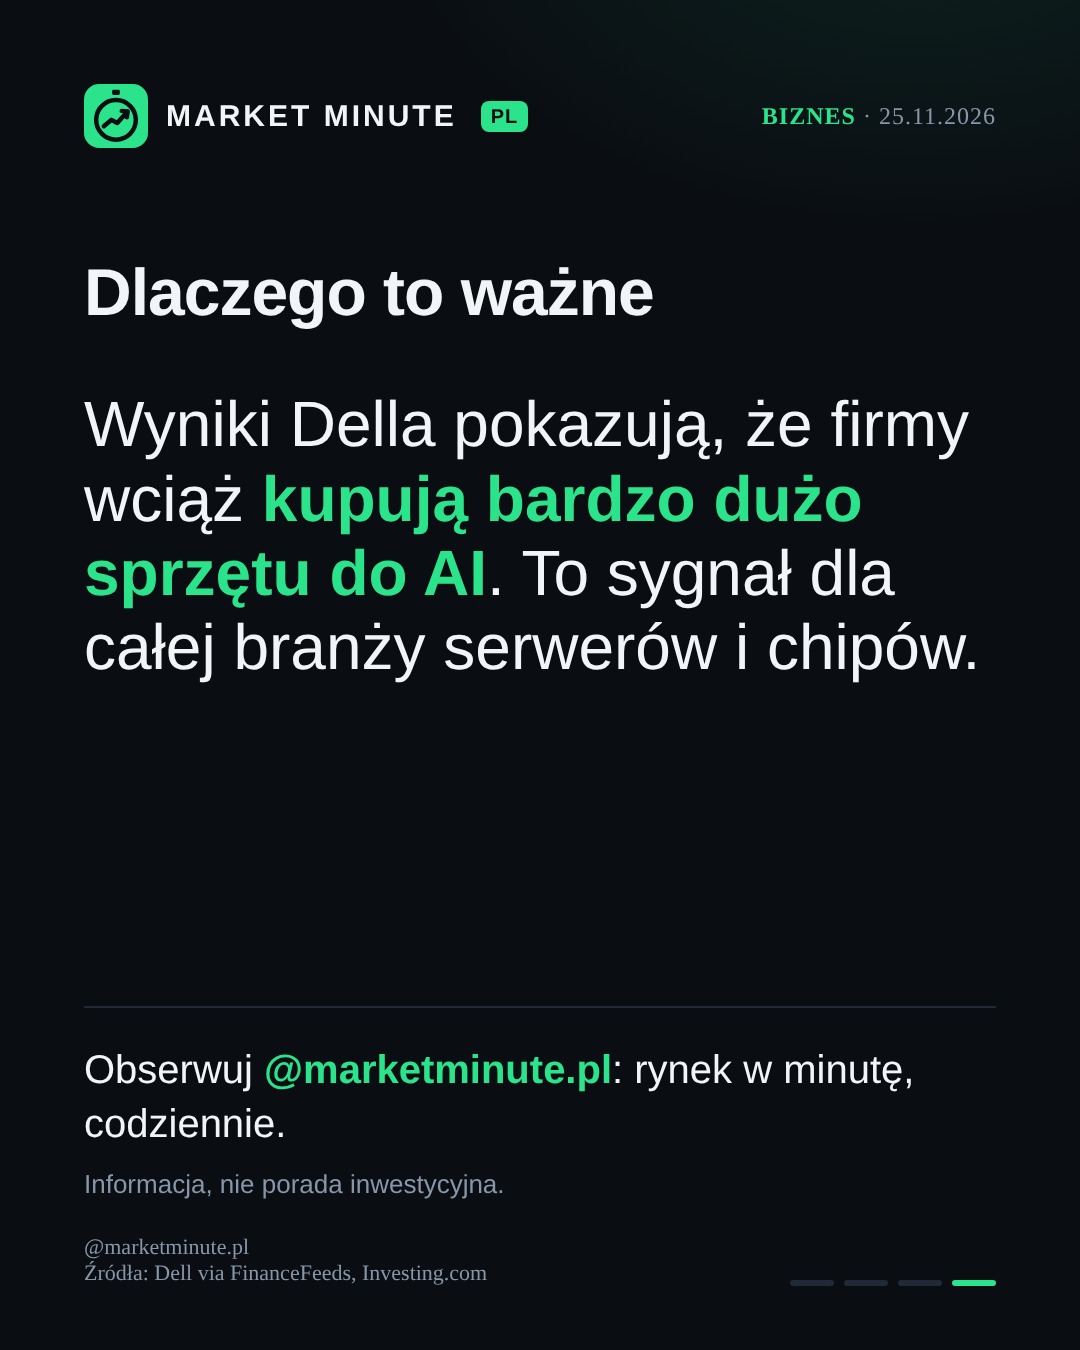 MARKET MINUTE PL
BIZNES · 25.11.2026
Dlaczego to ważne
Wyniki Della pokazują, że firmy
wciąż kupują bardzo dużo
sprzętu do AI. To sygnał dla
całej branży serwerów i chipów.
Obserwuj @marketminute.pl: rynek w minutę,
codziennie.
Informacja, nie porada inwestycyjna.
@marketminute.pl
Źródła: Dell via FinanceFeeds, Investing.com